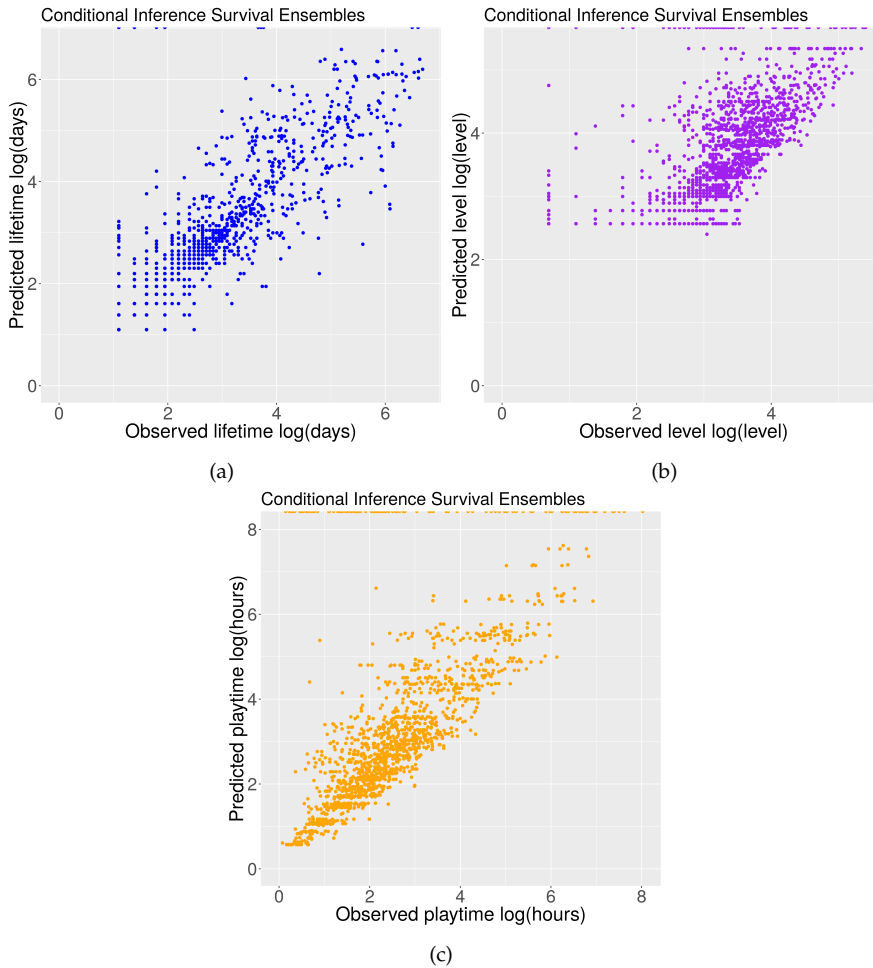 Conditional Inference Survival Ensembles
Predicted lifetime log(days)
6
4
2
0
0 2 4 6
Observed lifetime log(days)
(a)
Conditional Inference Survival Ensembles
Predicted level log(level)
4
2
0
0 2 4
Observed level log(level)
(b)
Conditional Inference Survival Ensembles
Predicted playtime log(hours)
8
6
4
2
0
0 2 4 6 8
Observed playtime log(hours)
(c)